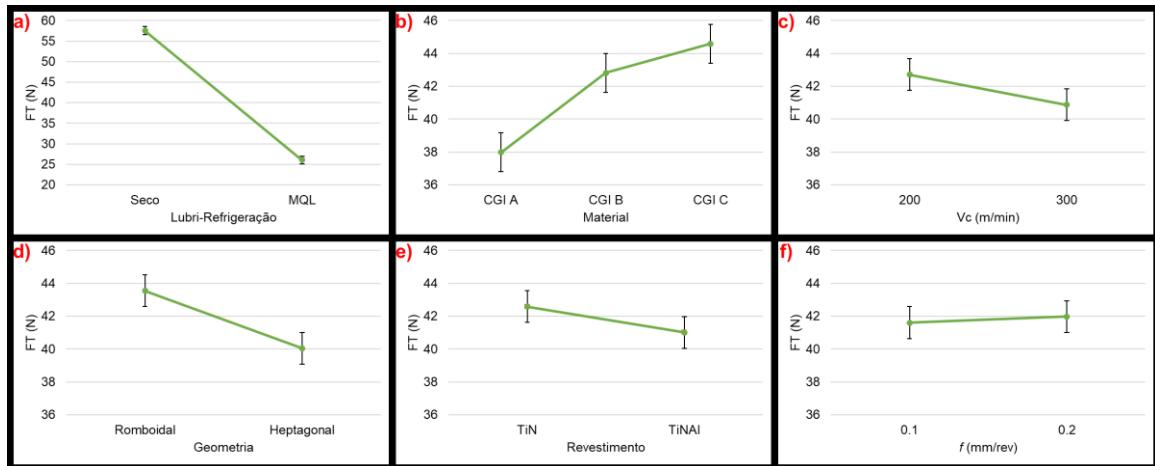 a)
60
55
50
45
40
35
30
25
20
FT (N)
Seco MQL
Lubri-Refrigeração
b)
46
44
42
40
38
36
FT (N)
CGI A CGI B CGI C
Material
c)
46
44
42
40
38
36
FT (N)
200 300
Vc (m/min)
d)
46
44
42
40
38
36
FT (N)
Romboidal Heptagonal
Geometria
e)
46
44
42
40
38
36
FT (N)
TiN TiNAl
Revestimento
f)
46
44
42
40
38
36
FT (N)
0.1 0.2
f (mm/rev)